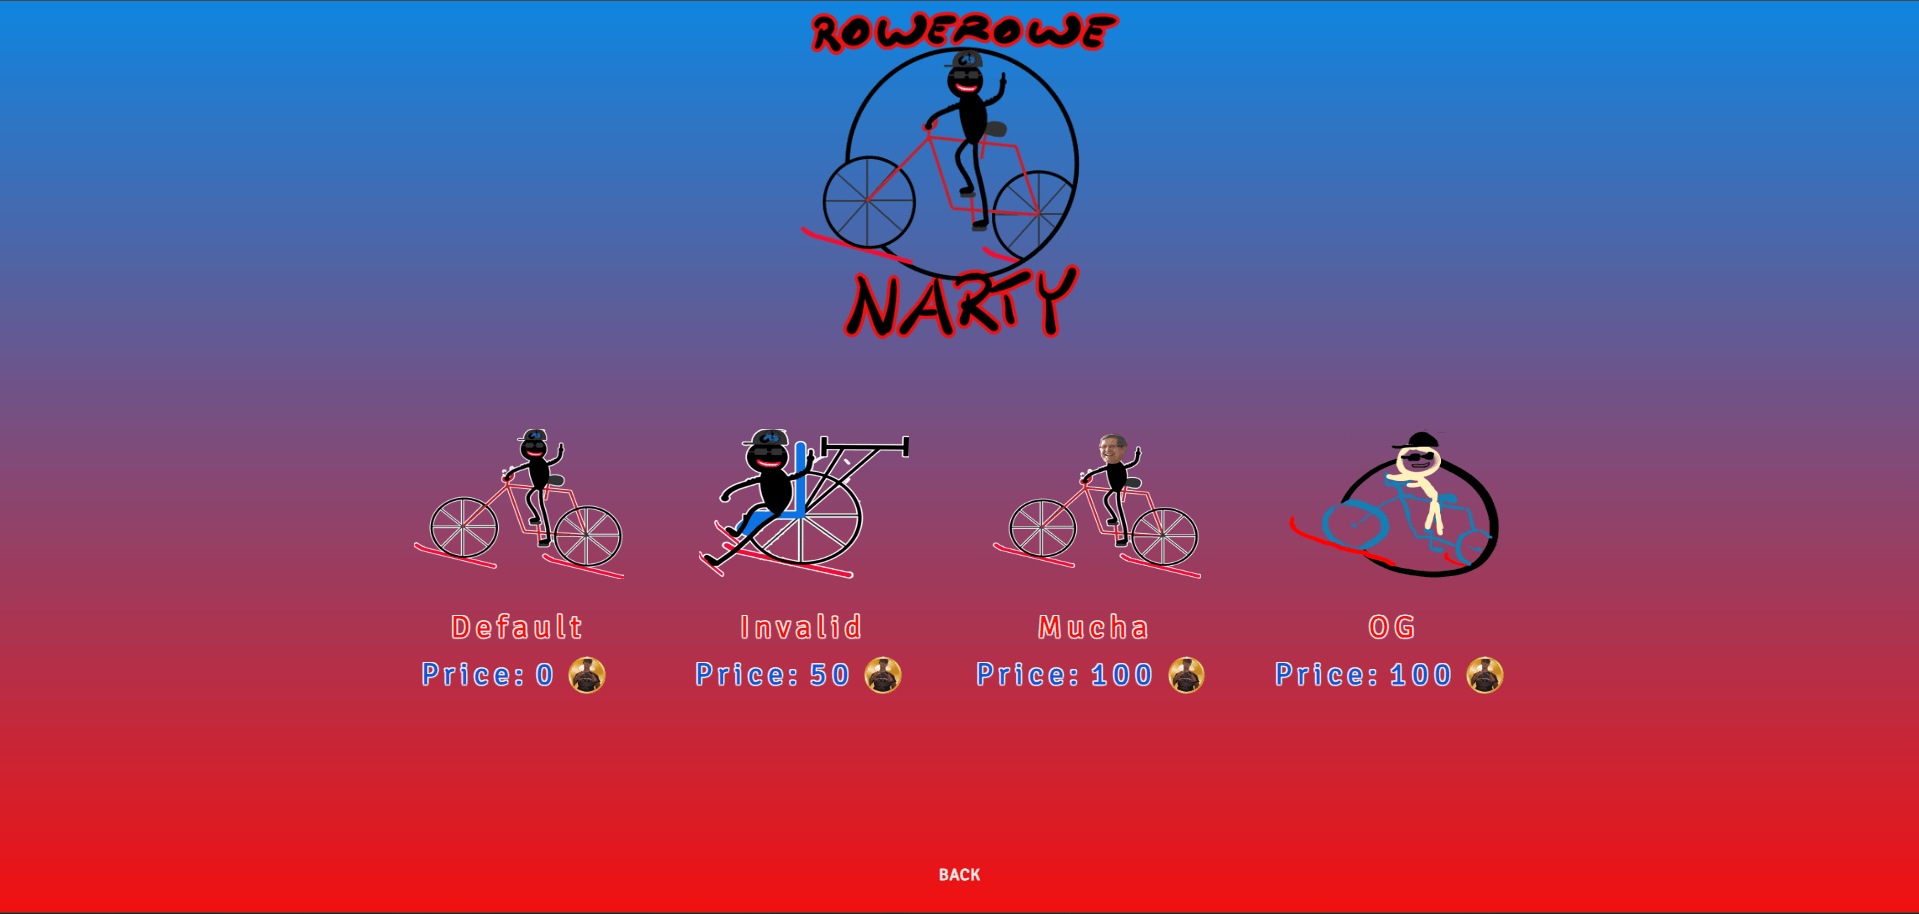 ROWEROWE
NARTY
Default
Invalid
Mucha
OG
Price: 0
Price: 50
Price: 100
Price: 100
BACK